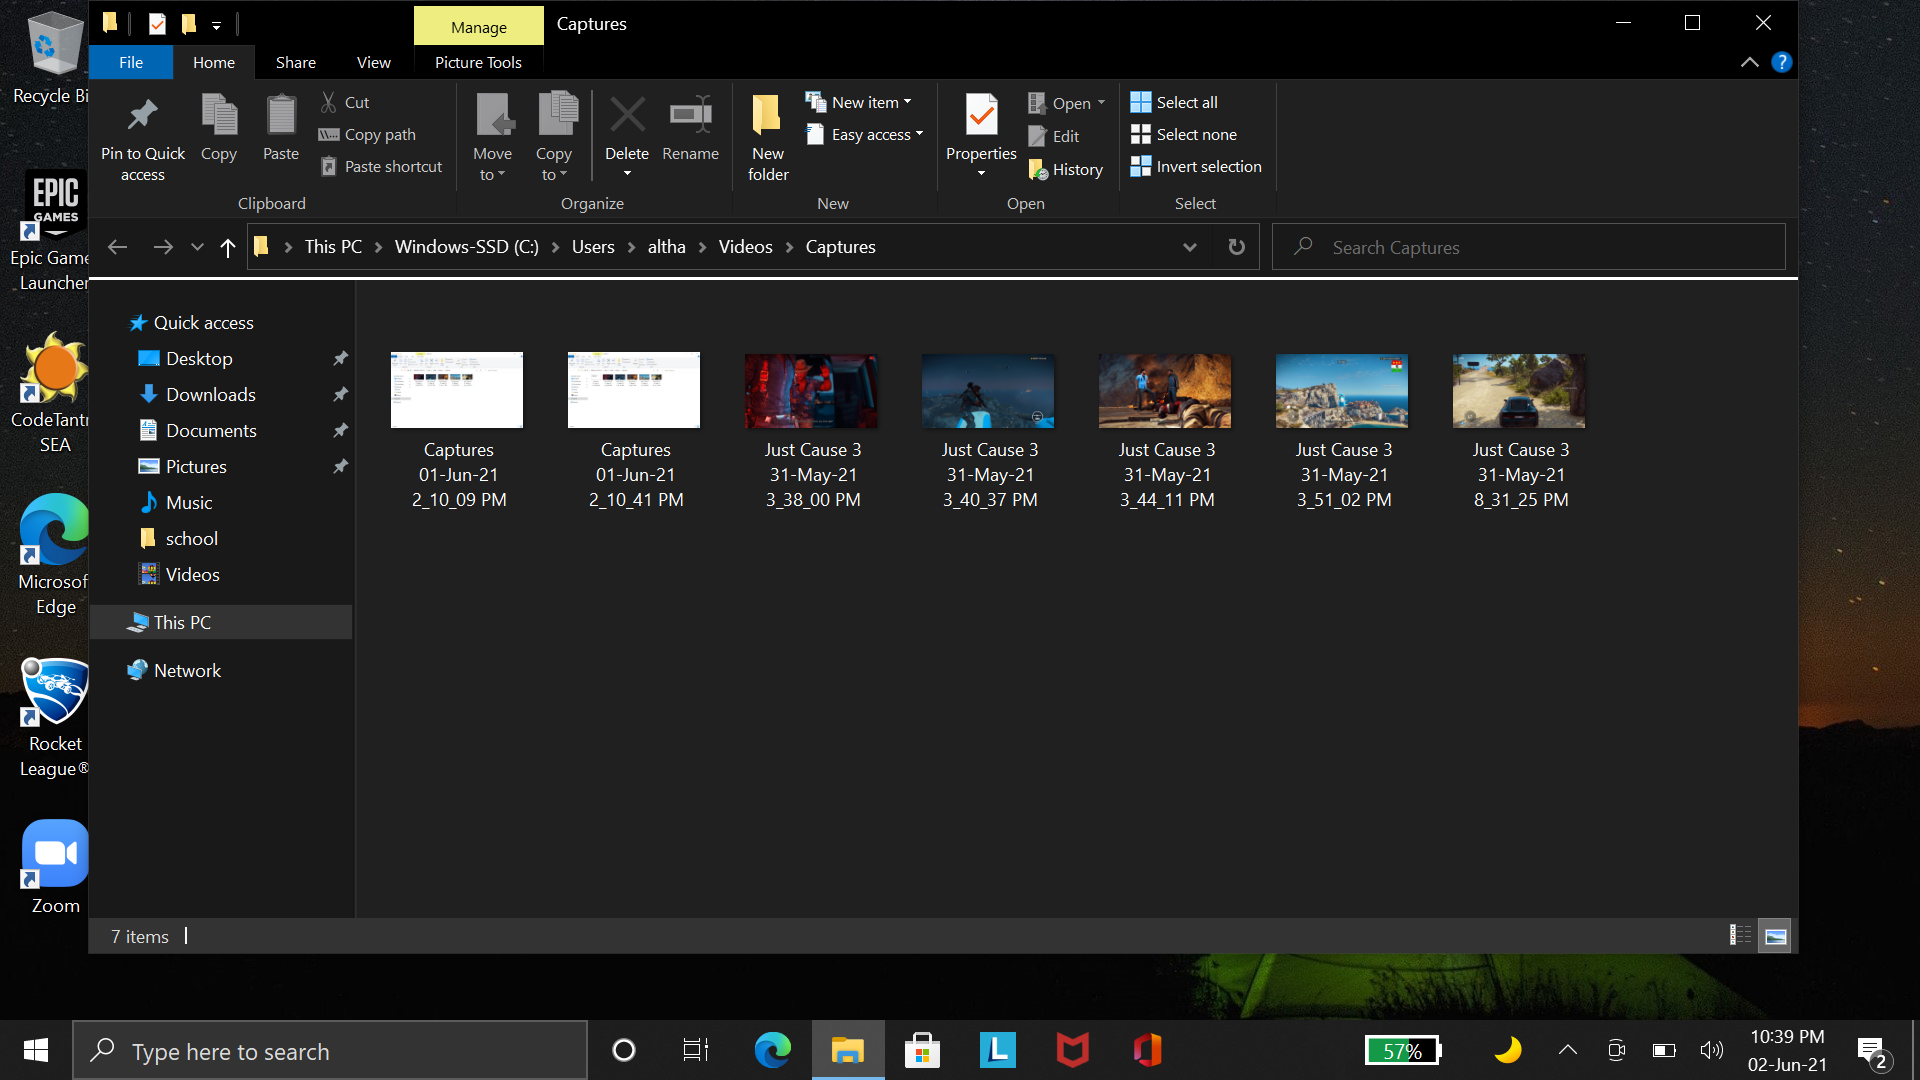 Manage
Captures
File
Home
Share
View
Picture Tools
?
Pin to Quick
access
Copy
Paste
Cut
Copy path
Paste shortcut
Clipboard
Move
to
Copy
to
Delete
Rename
Organize
New
folder
New item
Easy access
New
Properties
Open
Edit
History
Open
Select all
Select none
Invert selection
Select
This PC
Windows-SSD (C:)
Users
altha
Videos
Captures
Search Captures
Quick access
Desktop
Downloads
Documents
Pictures
Music
school
Videos
This PC
Network
Captures
01-Jun-21
2_10_09 PM
Captures
01-Jun-21
2_10_41 PM
Just Cause 3
31-May-21
3_38_00 PM
Just Cause 3
31-May-21
3_40_37 PM
Just Cause 3
31-May-21
3_44_11 PM
Just Cause 3
31-May-21
3_51_02 PM
Just Cause 3
31-May-21
8_31_25 PM
7 items
Recycle Bi
EPIC
GAMES
Epic Game
Launcher
CodeTantr
SEA
Microsof
Edge
Rocket
League®
Zoom
Type here to search
L
57%
10:39 PM
02-Jun-21
2